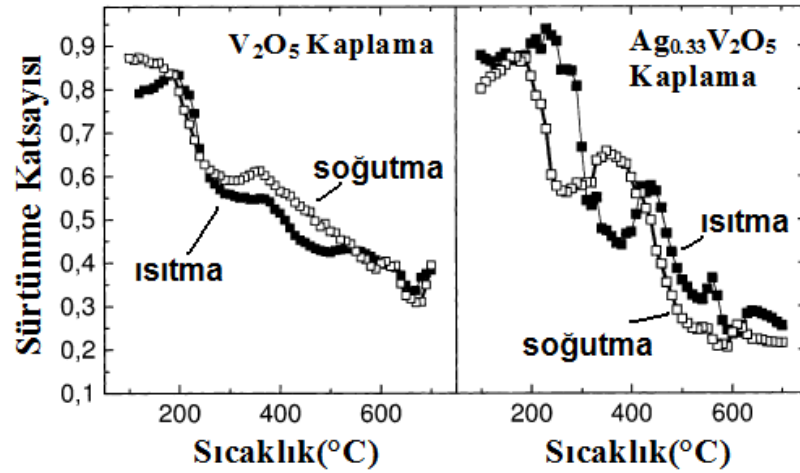 Sürtünme Katsayısı
0,9
0,8
0,7
0,6
0,5
0,4
0,3
0,2
0,1
V₂O₅ Kaplama
soğutma
ısıtma
200
400
600
Sıcaklık(°C)
Ag₀.₃₃V₂O₅
Kaplama
ısıtma
soğutma
200
400
600
Sıcaklık(°C)